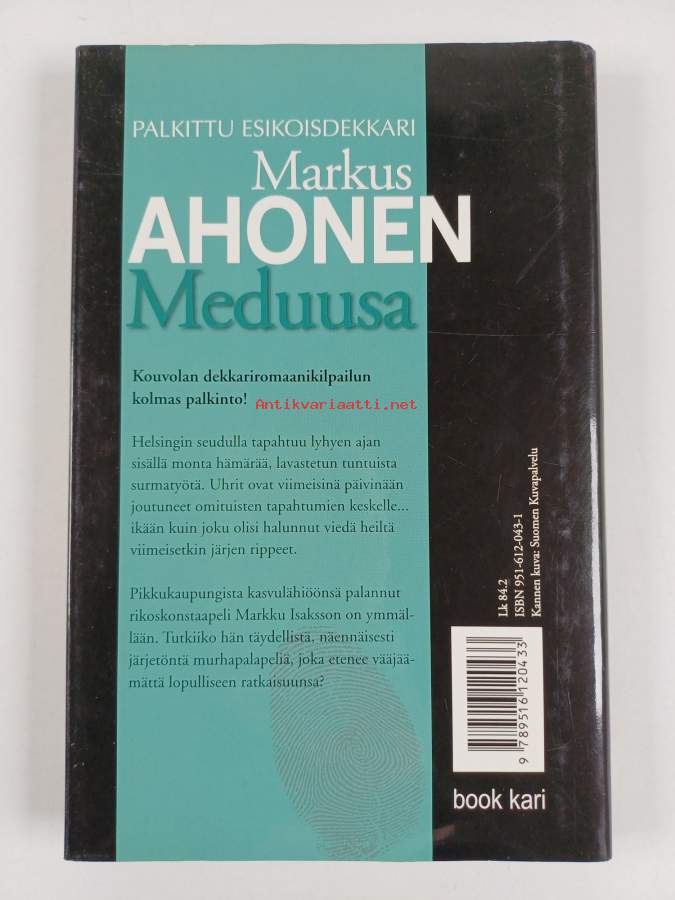 PALKITTU ESIKOISDEKKARI
Markus
AHONEN
Meduusa
Kouvolan dekkariromaanikilpailun
kolmas palkinto!
Antikvariaatti.net
Helsingin seudulla tapahtuu lyhyen ajan
sisällä monta hämärää, lavastetun tuntuista
surmatyötä. Uhrit ovat viimeisinä päivinään
joutuneet omituisten tapahtumien keskelle...
ikään kuin joku olisi halunnut viedä heiltä
viimeisetkin järjen rippeet.
Pikkukaupungista kasvulähiöönsä palannut
rikoskonstaapeli Markku Isaksson on ymmäl-
lään. Tutkiiko hän täydellistä, näennäisesti
järjetöntä murhapalapeliä, joka etenee vääjää-
mättä lopulliseen ratkaisuunsa?
Lk 84.2
ISBN 951-612-043-1
Kannen kuva: Suomen Kuvapalvelu
9 789516 120433
book kari